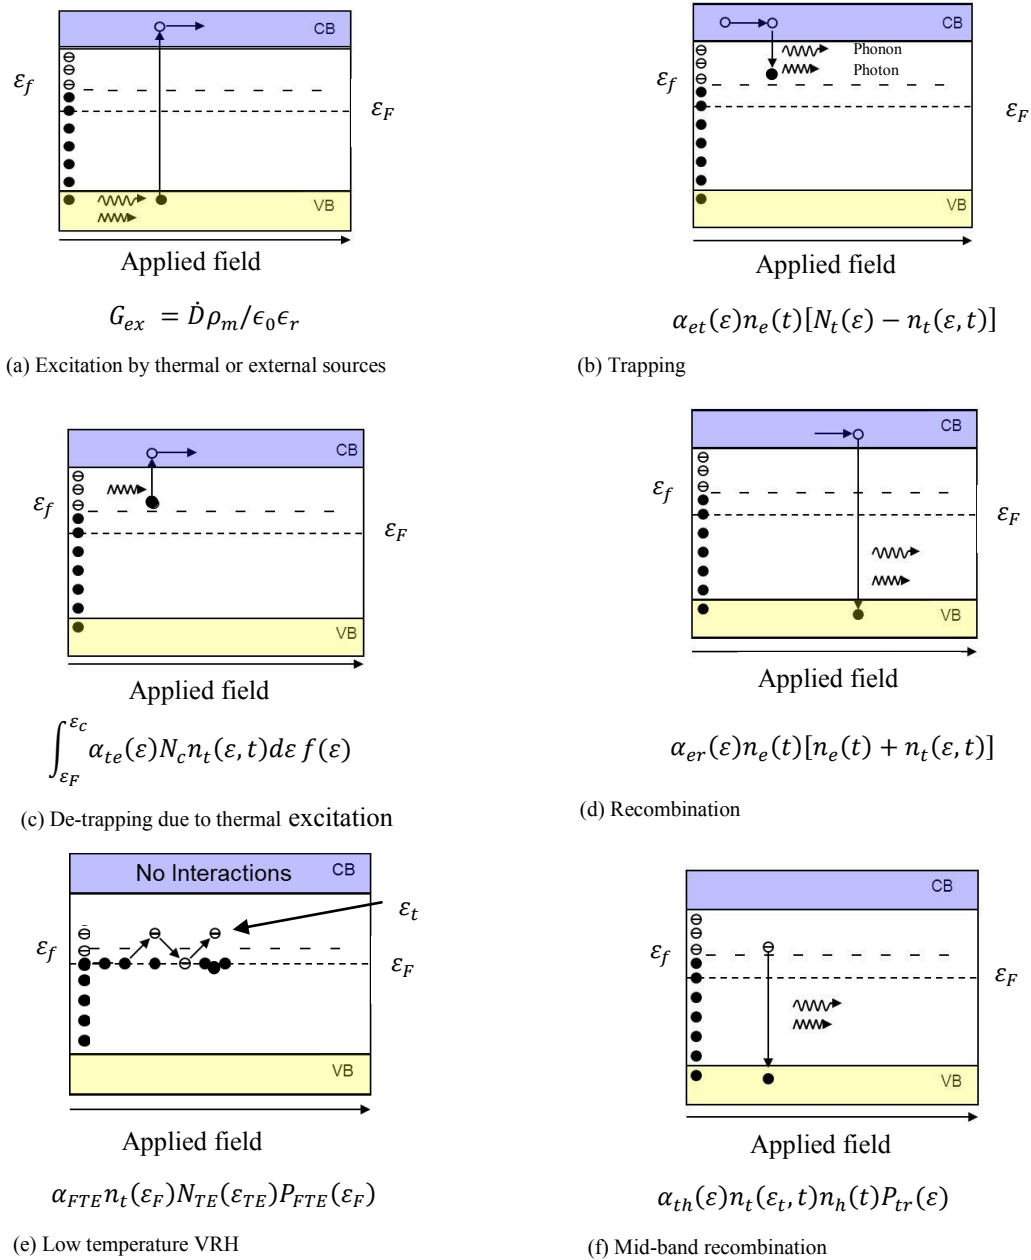 CB
ε_f
ε_F
VB
Applied field
G_ex = Ḋρ_m/ϵ_0ϵ_r
(a) Excitation by thermal or external sources
CB
Phonon
Photon
ε_f
ε_F
VB
Applied field
α_et(ε)n_e(t)[N_t(ε) − n_t(ε, t)]
(b) Trapping
CB
ε_f
ε_F
VB
Applied field
∫_{ε_F}^{ε_c} α_te(ε)N_c n_t(ε, t)dε f(ε)
(c) De-trapping due to thermal excitation
CB
ε_f
ε_F
VB
Applied field
α_er(ε)n_e(t)[n_e(t) + n_t(ε, t)]
(d) Recombination
No Interactions CB
ε_t
ε_f
ε_F
VB
Applied field
α_FTE n_t(ε_F)N_TE(ε_TE)P_FTE(ε_F)
(e) Low temperature VRH
CB
ε_f
ε_F
VB
Applied field
α_th(ε)n_t(ε_t, t)n_h(t)P_tr(ε)
(f) Mid-band recombination